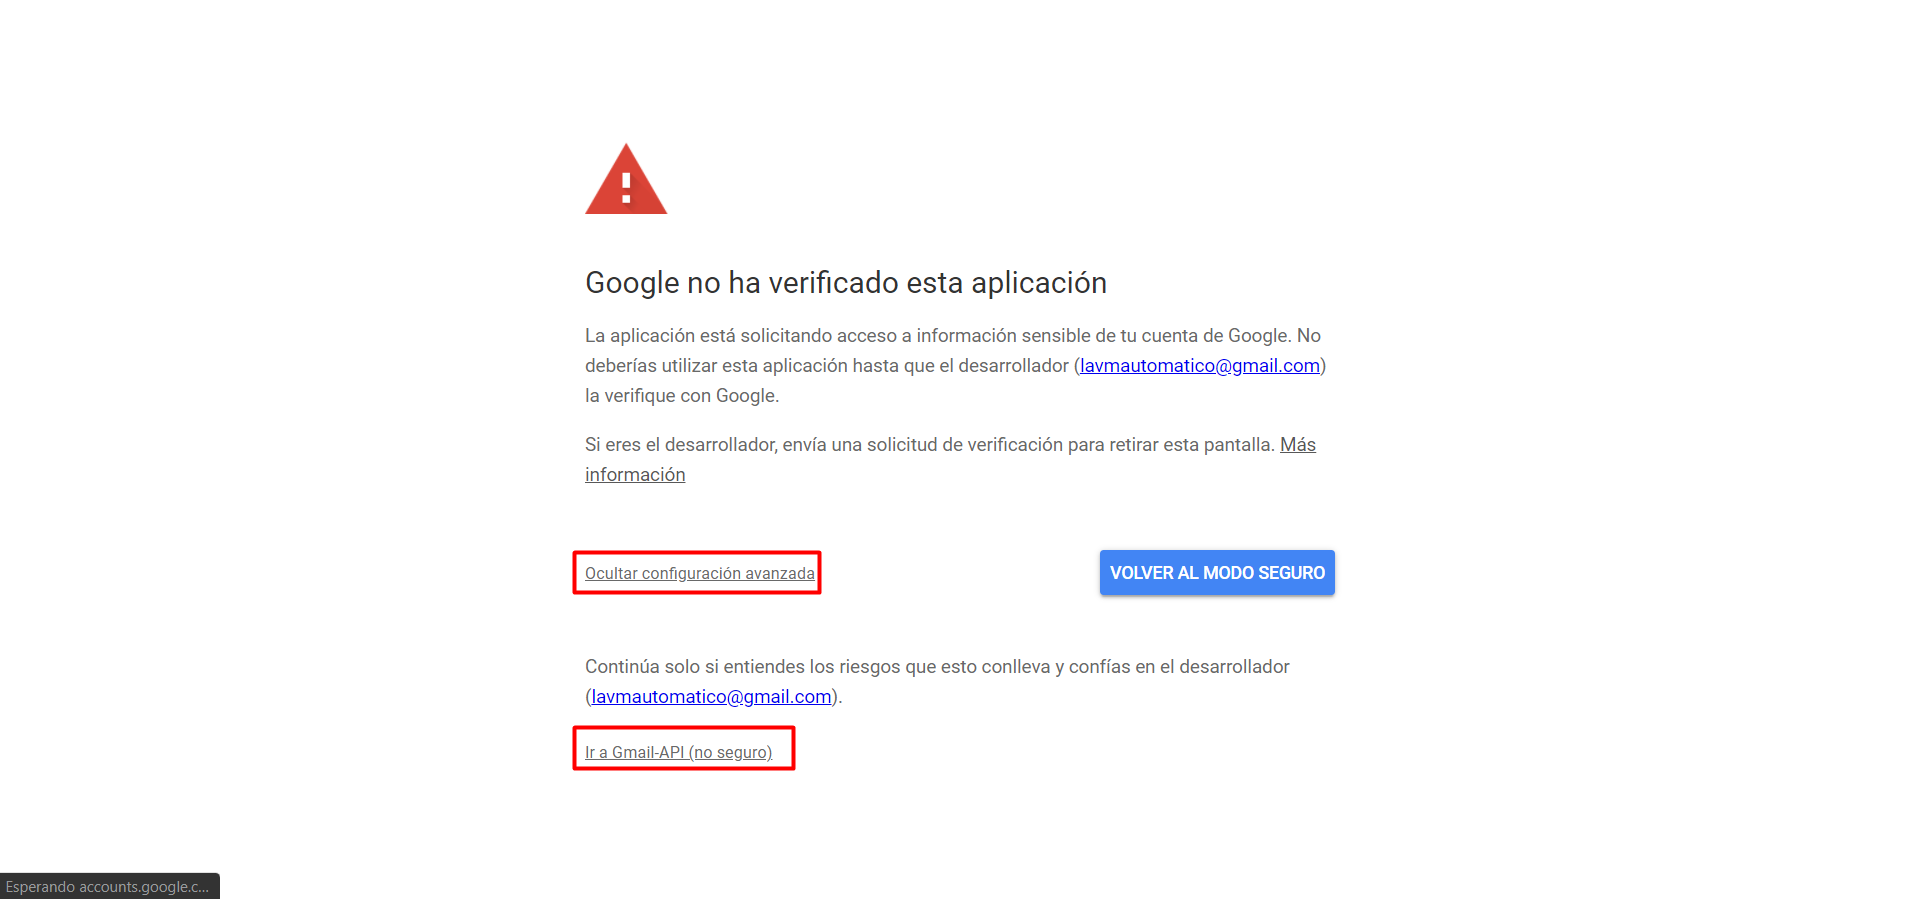 Google no ha verificado esta aplicación
La aplicación está solicitando acceso a información sensible de tu cuenta de Google. No
deberías utilizar esta aplicación hasta que el desarrollador (lavmautomatico@gmail.com)
la verifique con Google.
Si eres el desarrollador, envía una solicitud de verificación para retirar esta pantalla. Más
información
Ocultar configuración avanzada
VOLVER AL MODO SEGURO
Continúa solo si entiendes los riesgos que esto conlleva y confías en el desarrollador
(lavmautomatico@gmail.com).
Ir a Gmail-API (no seguro)
Esperando accounts.google.c...